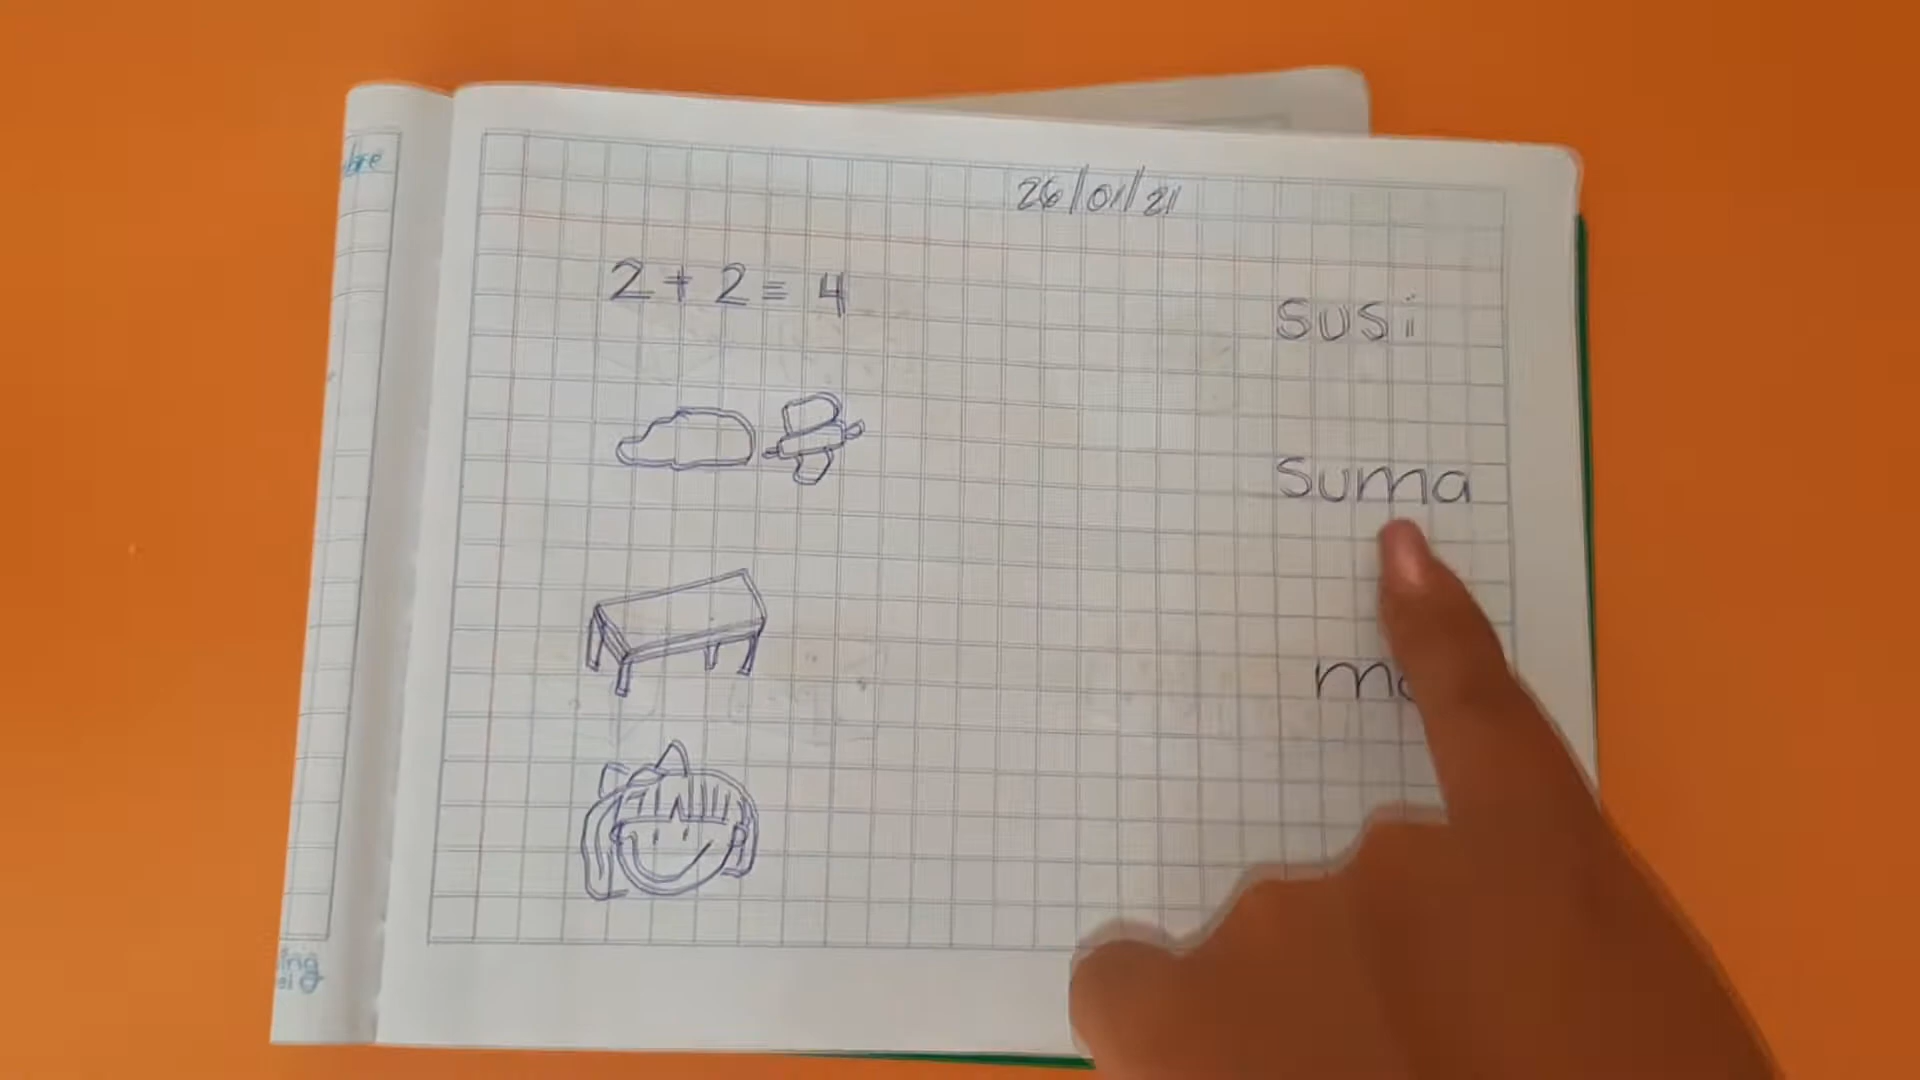 26/01/21
2 + 2 = 4
susi
suma